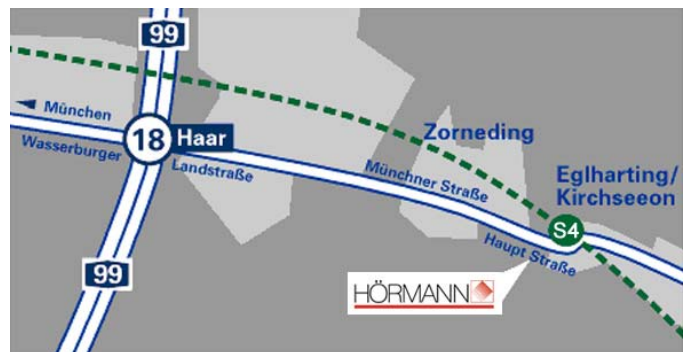 99
München
18
Haar
Wasserburger
Landstraße
Zorneding
Münchner Straße
Eglharting/
Kirchseeon
S4
Haupt Straße
99
HÖRMANN